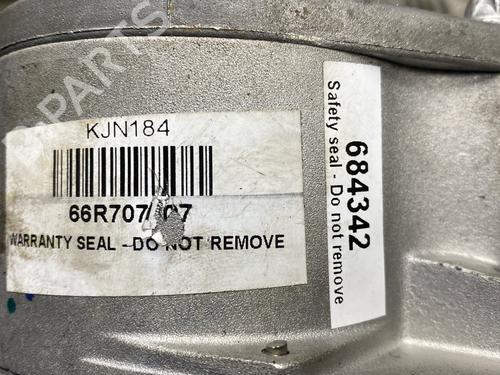 KJN184
WARRANTY SEAL - DO NOT REMOVE
684342
Safety seal - Do not remove
B-PARTS